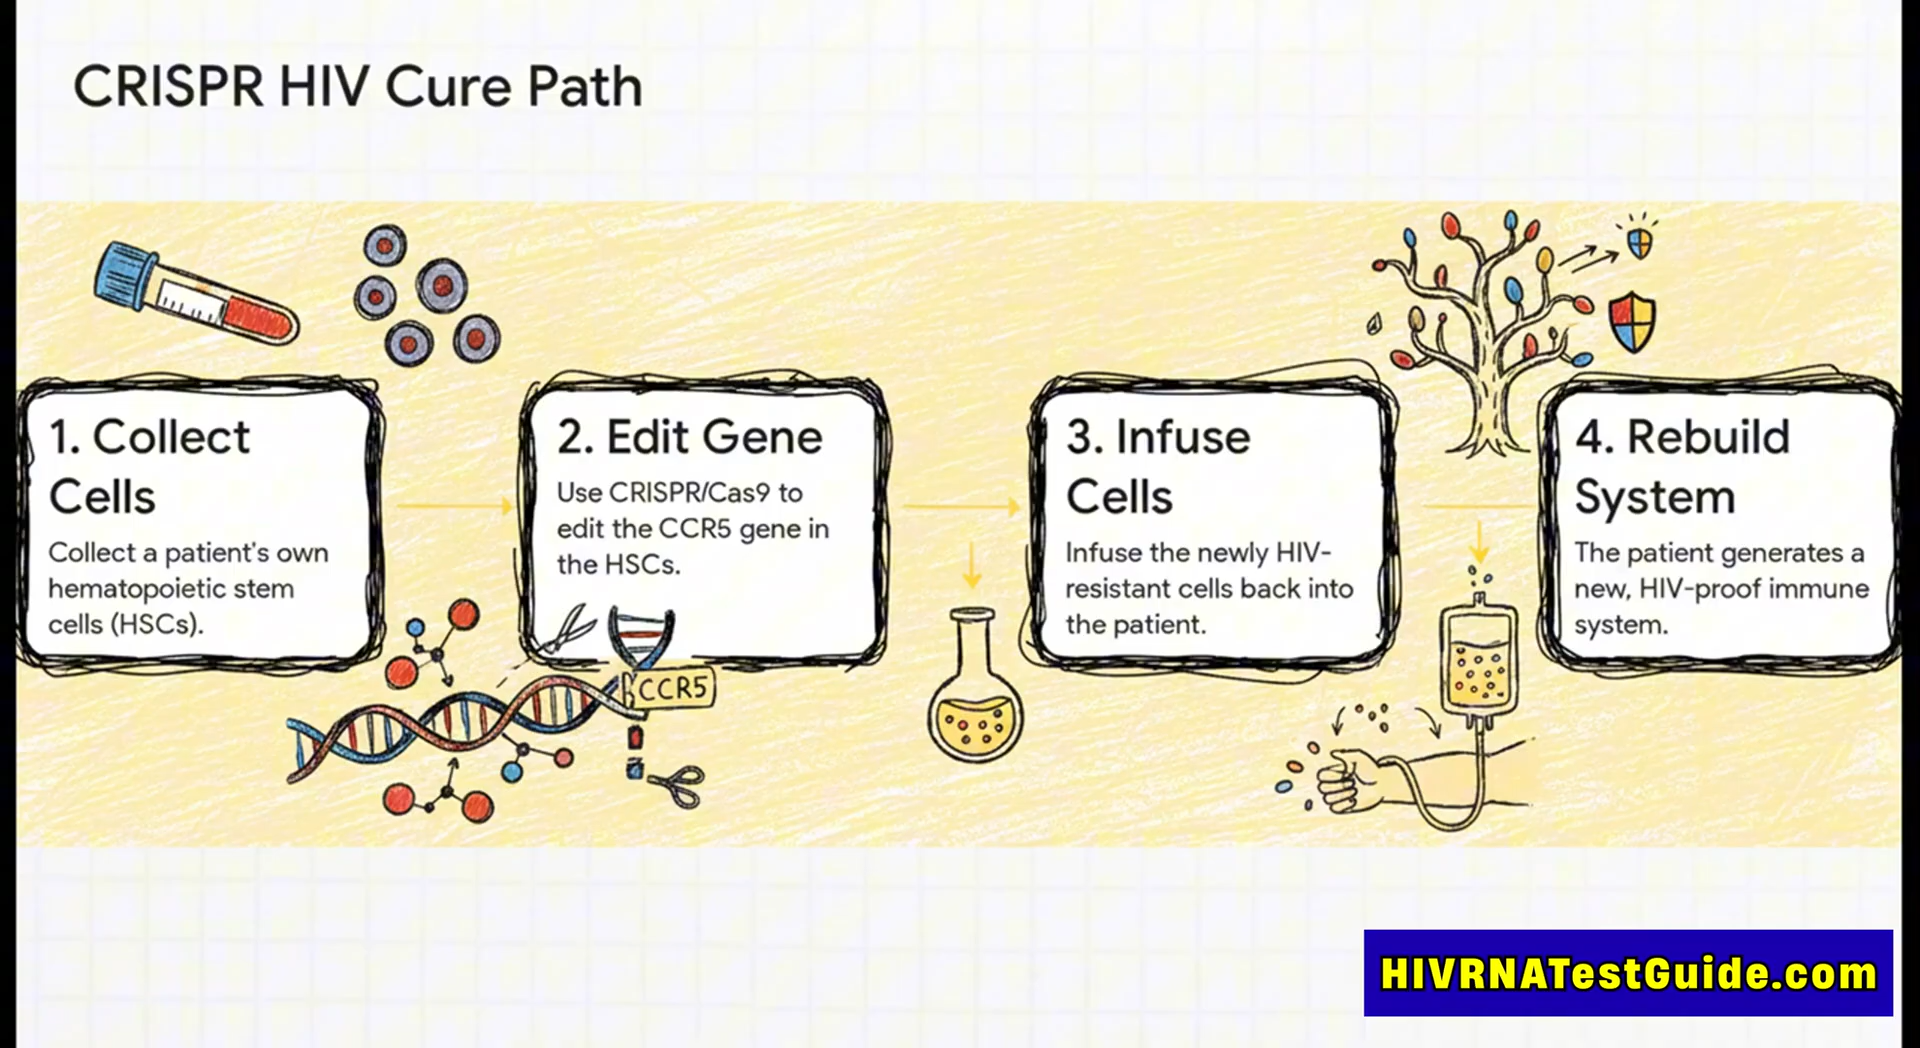 CRISPR HIV Cure Path
1. Collect
Cells
Collect a patient's own
hematopoietic stem
cells (HSCs).
2. Edit Gene
Use CRISPR/Cas9 to
edit the CCR5 gene in
the HSCs.
CCR5
3. Infuse
Cells
Infuse the newly HIV-
resistant cells back into
the patient.
4. Rebuild
System
The patient generates a
new, HIV-proof immune
system.
HIVRNATestGuide.com